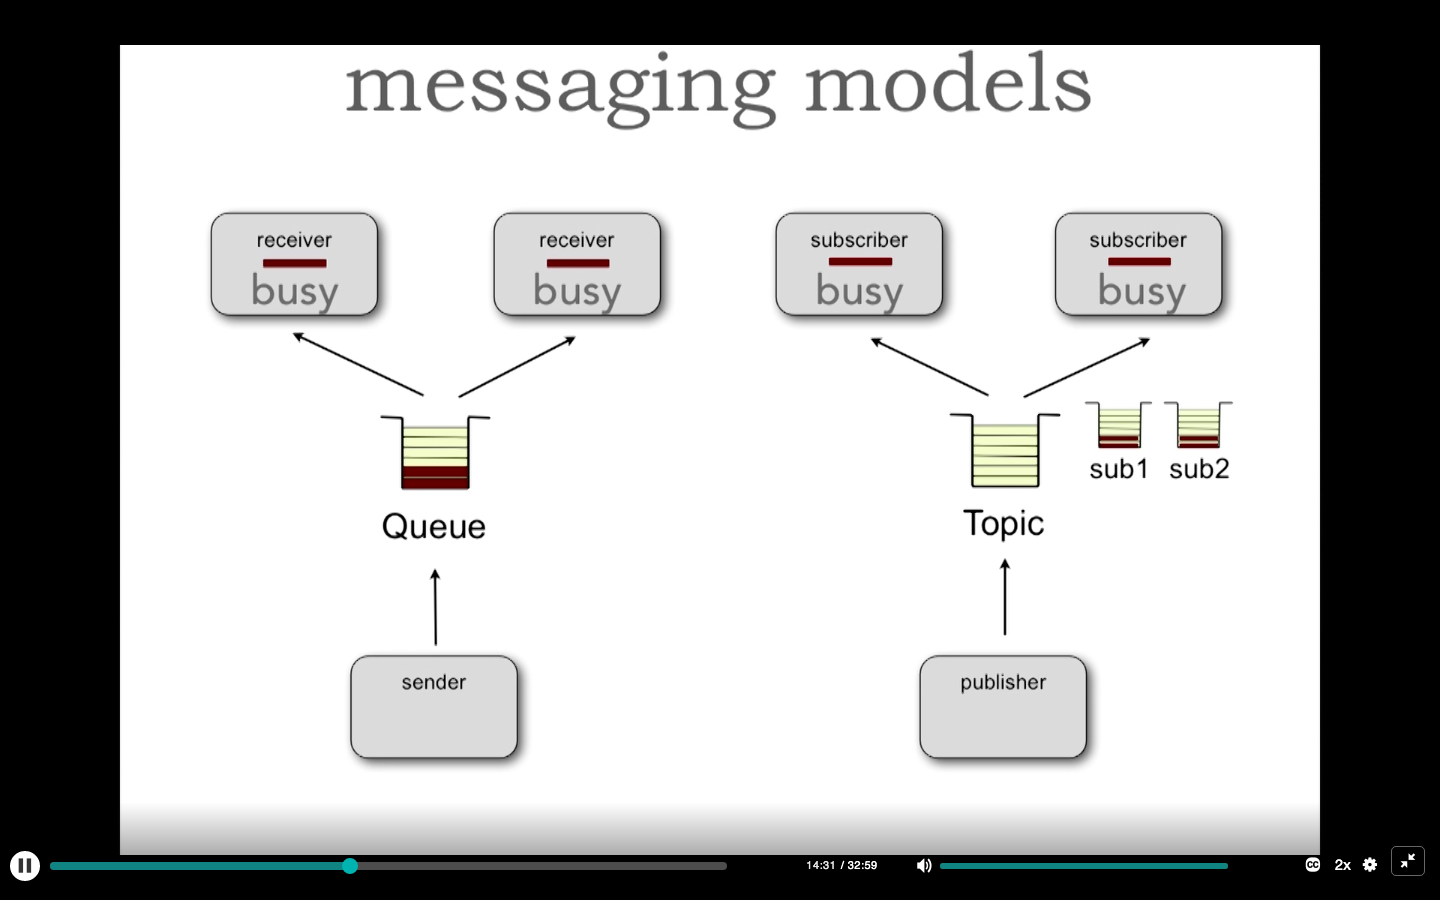 messaging models
receiver
busy
receiver
busy
subscriber
busy
subscriber
busy
Queue
Topic
sub1
sub2
sender
publisher
14:31 / 32:59
CC
2x